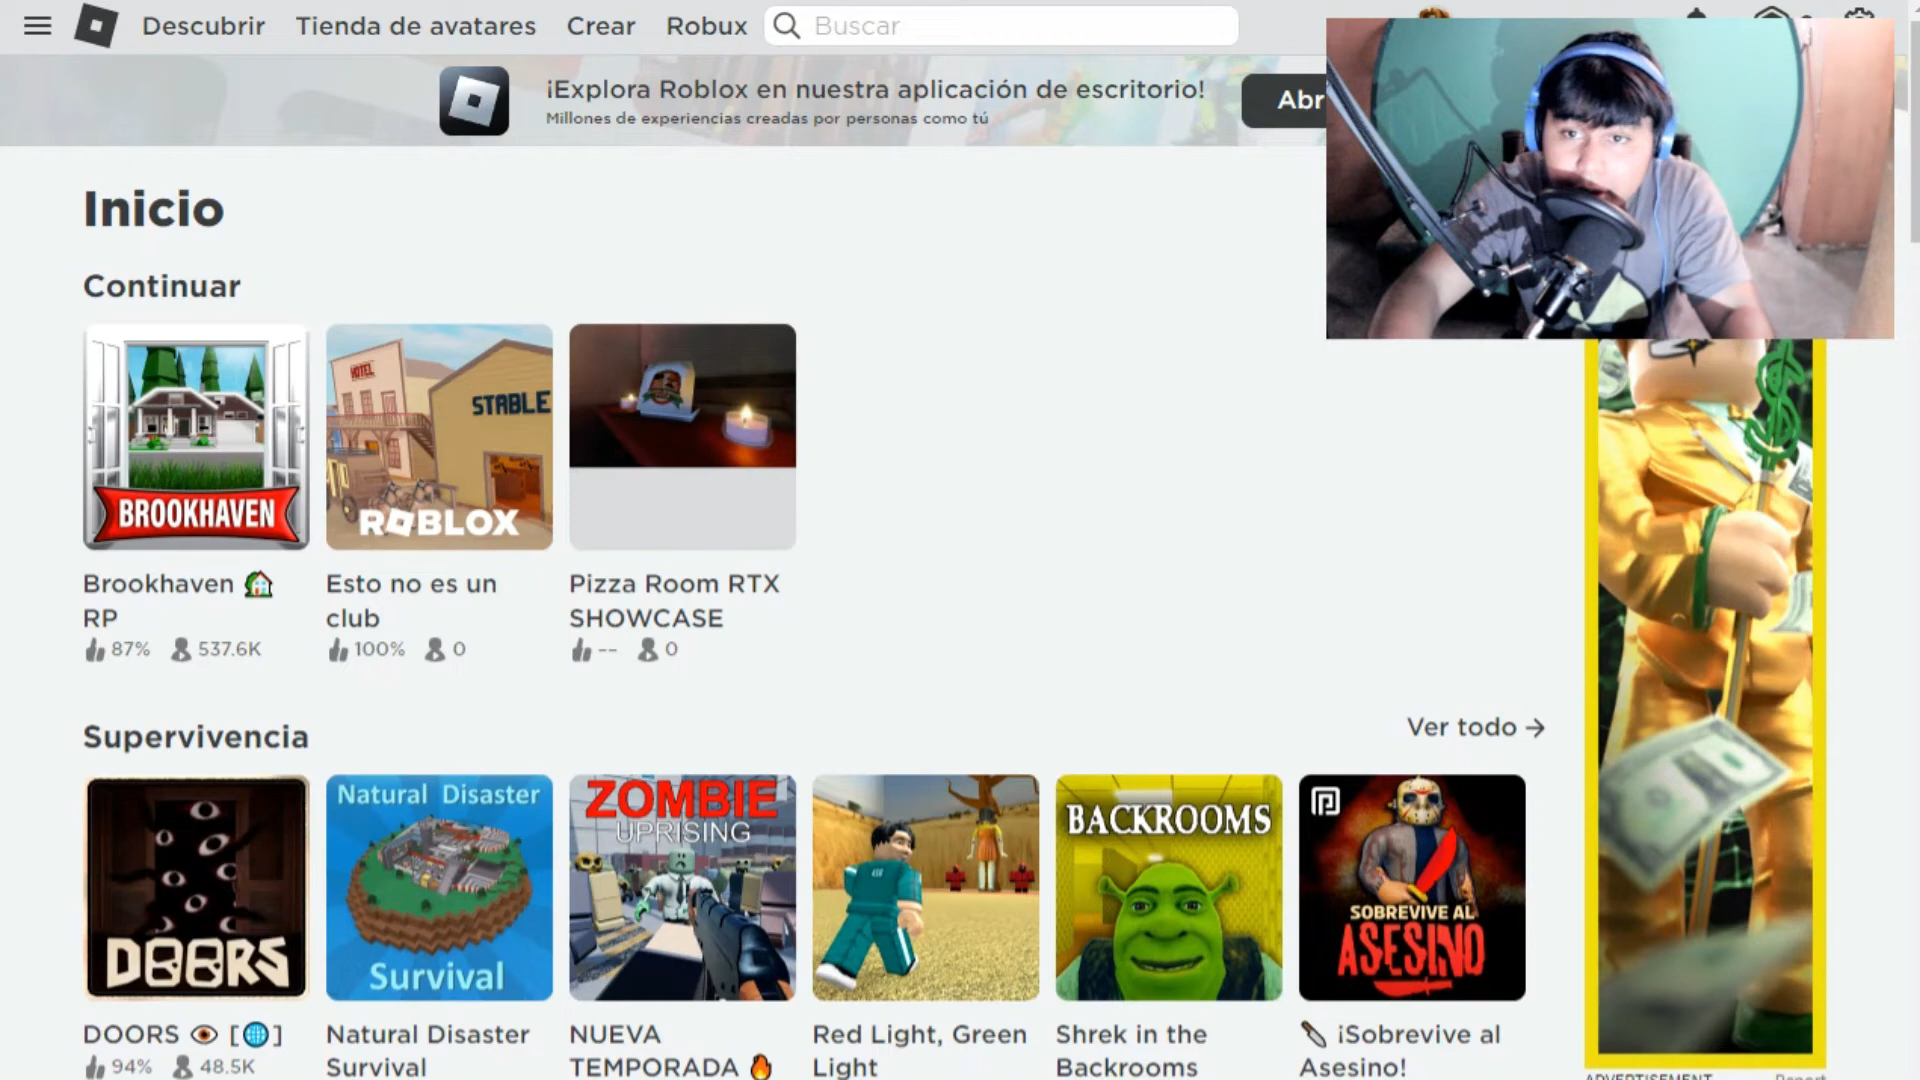 Descubrir Tienda de avatares Crear Robux Buscar
¡Explora Roblox en nuestra aplicación de escritorio!
Millones de experiencias creadas por personas como tú
Abr
Inicio
Continuar
HOTEL
STABLE
BROOKHAVEN
ROBLOX
Brookhaven
RP
87% 537.6K
Esto no es un
club
100% 0
Pizza Room RTX
SHOWCASE
-- 0
Supervivencia
Ver todo →
DOORS
Natural Disaster
Survival
ZOMBIE
UPRISING
BACKROOMS
SOBREVIVE AL
ASESINO
DOORS 👁 [🌐]
94% 48.5K
Natural Disaster
Survival
NUEVA
TEMPORADA 🔥
Red Light, Green
Light
Shrek in the
Backrooms
🔪 ¡Sobrevive al
Asesino!
ADVERTISEMENT
Report